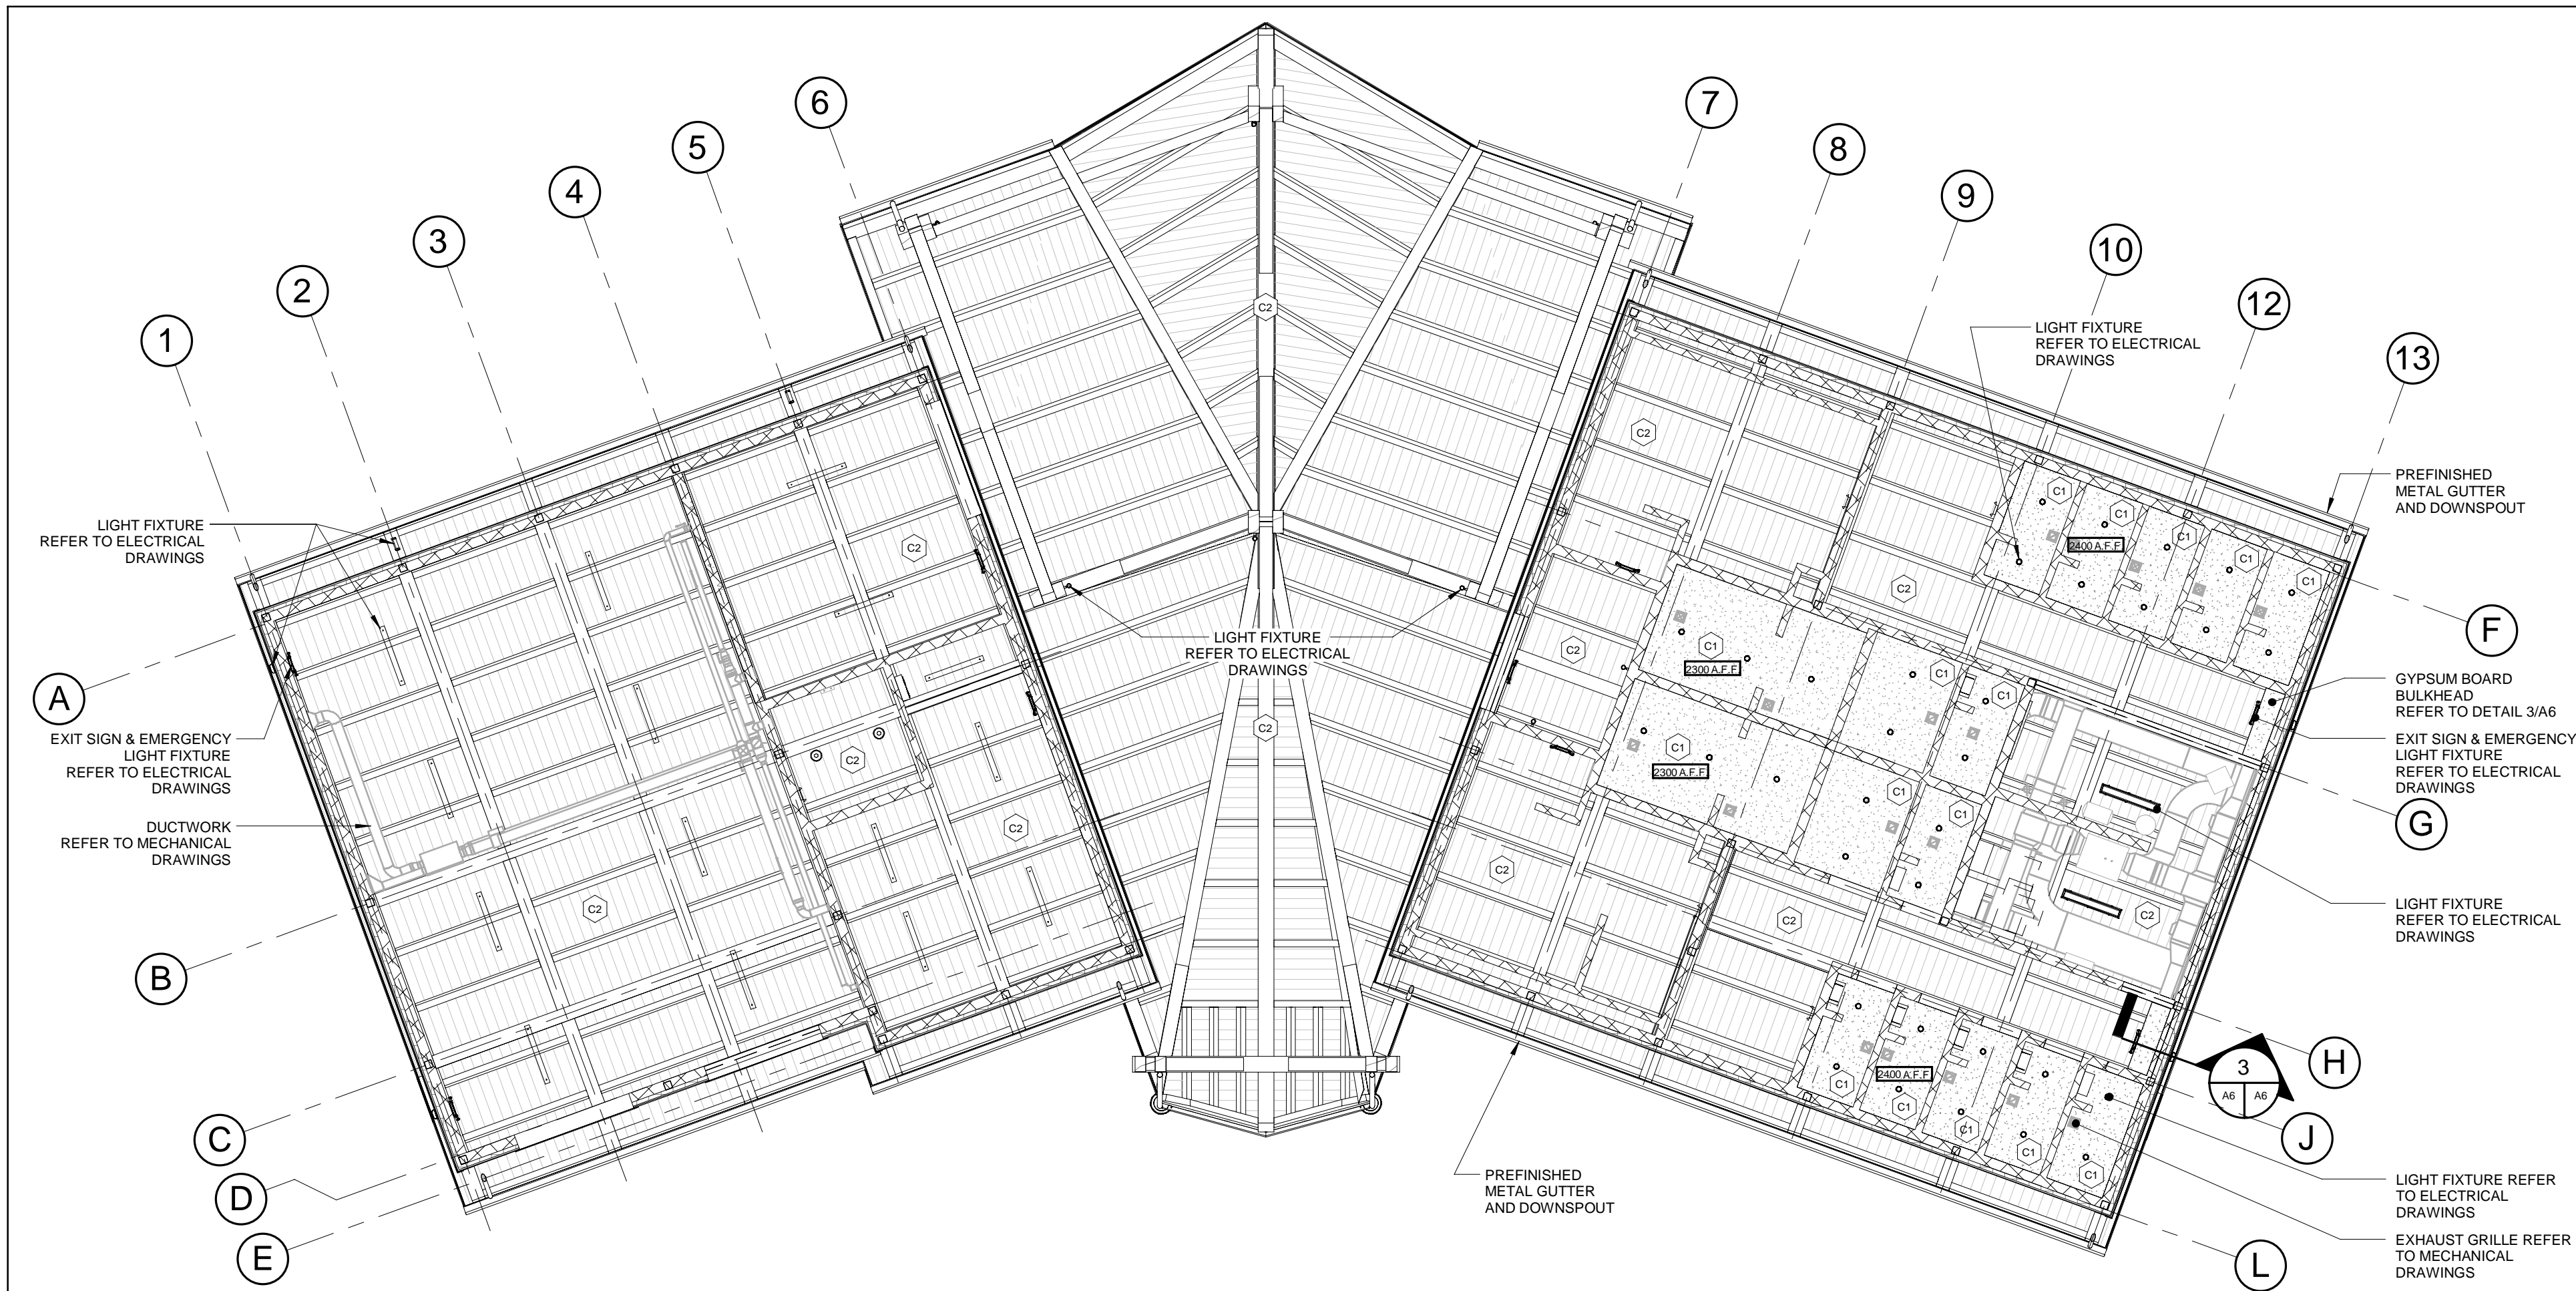 6
7
5
8
4
9
3
10
2
12
1
13
C2
LIGHT FIXTURE
REFER TO ELECTRICAL
DRAWINGS
C2
PREFINISHED
METAL GUTTER
AND DOWNSPOUT
C1
C1
C1
C1
C1
2400 A.F.F
LIGHT FIXTURE
REFER TO ELECTRICAL
DRAWINGS
C2
C2
F
LIGHT FIXTURE
REFER TO ELECTRICAL
DRAWINGS
C2
C1
2300 A.F.F
C1
C1
A
GYPSUM BOARD
BULKHEAD
REFER TO DETAIL 3/A6
EXIT SIGN & EMERGENCY
LIGHT FIXTURE
REFER TO ELECTRICAL
DRAWINGS
EXIT SIGN & EMERGENCY
LIGHT FIXTURE
REFER TO ELECTRICAL
DRAWINGS
C2
C2
C1
2300 A.F.F
C1
C1
G
DUCTWORK
REFER TO MECHANICAL
DRAWINGS
C2
C2
C2
C2
C2
LIGHT FIXTURE
REFER TO ELECTRICAL
DRAWINGS
B
H
3
A6
A6
C1
2400 A.F.F
C1
C1
C1
C1
C
J
D
PREFINISHED
METAL GUTTER
AND DOWNSPOUT
LIGHT FIXTURE REFER
TO ELECTRICAL
DRAWINGS
E
L
EXHAUST GRILLE REFER
TO MECHANICAL
DRAWINGS